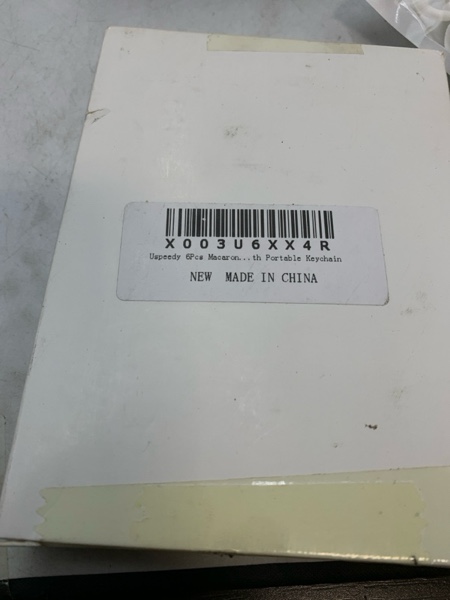 X003U6XX4R
Uspeedy 6Pcs Macaron...th Portable Keychain
NEW MADE IN CHINA